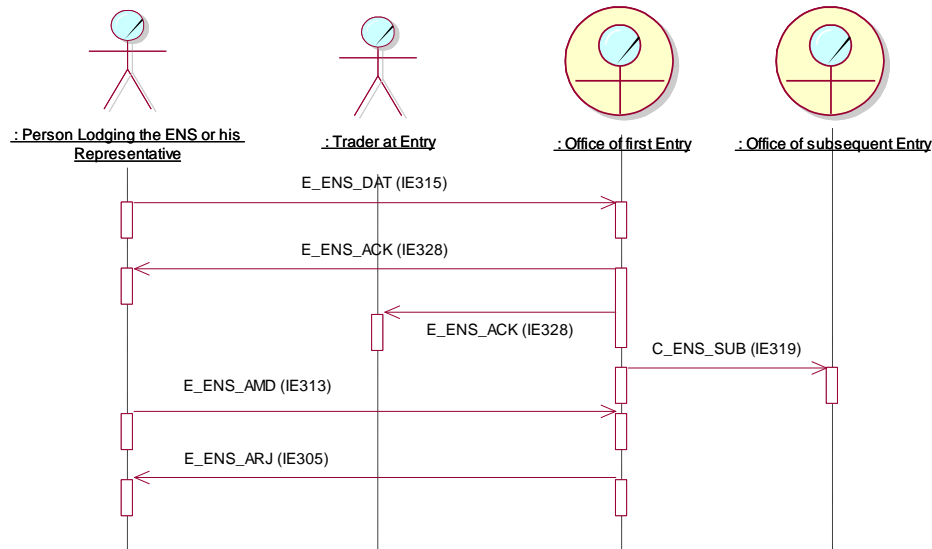 : Person Lodging the ENS or his
Representative
: Trader at Entry
: Office of first Entry
: Office of subsequent Entry
E_ENS_DAT (IE315)
E_ENS_ACK (IE328)
E_ENS_ACK (IE328)
C_ENS_SUB (IE319)
E_ENS_AMD (IE313)
E_ENS_ARJ (IE305)